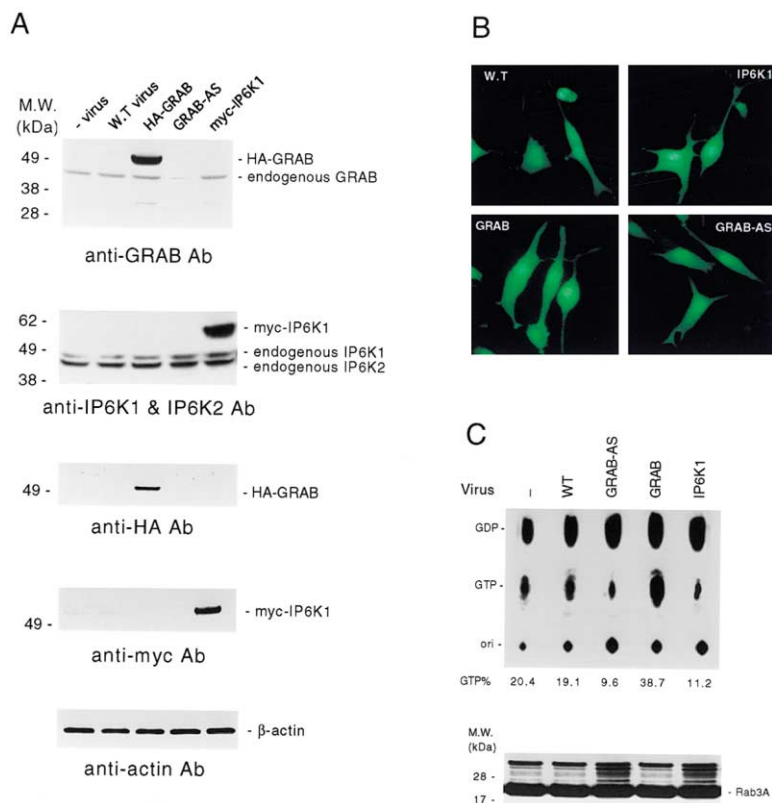 A
M.W.
(kDa)
- virus
W.T virus
HA-GRAB
GRAB-AS
myc-IP6K1
49 -
38 -
28 -
- HA-GRAB
- endogenous GRAB
anti-GRAB Ab
62 -
49 -
38 -
- myc-IP6K1
- endogenous IP6K1
- endogenous IP6K2
anti-IP6K1 & IP6K2 Ab
49 -
- HA-GRAB
anti-HA Ab
49 -
- myc-IP6K1
anti-myc Ab
- β-actin
anti-actin Ab
B
W.T
IP6K1
GRAB
GRAB-AS
C
Virus
–
WT
GRAB-AS
GRAB
IP6K1
GDP -
GTP -
ori -
GTP% 20.4 19.1 9.6 38.7 11.2
M.W.
(kDa)
28 -
17 -
- Rab3A